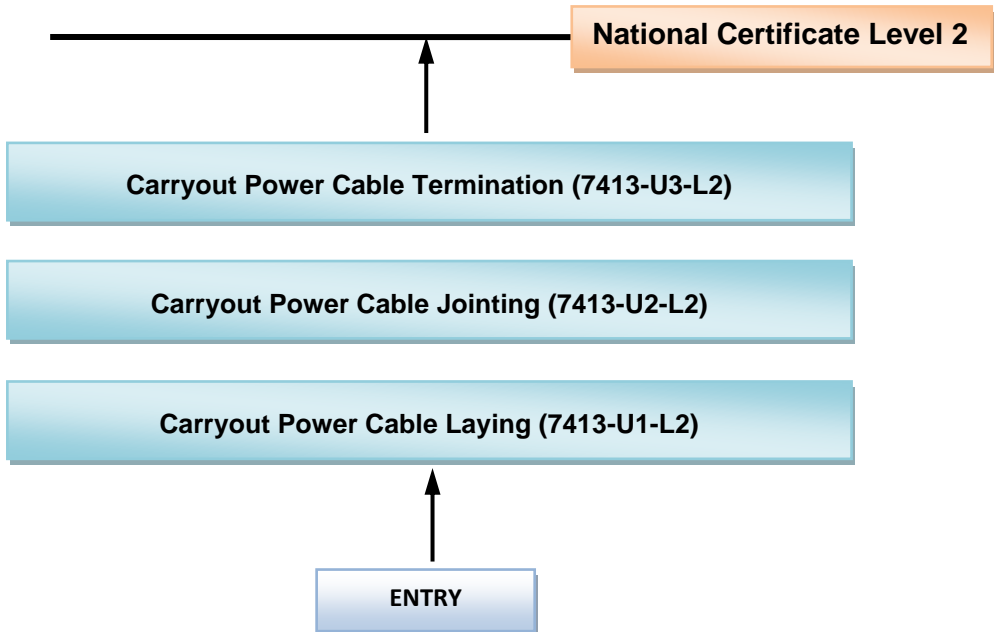 National Certificate Level 2
Carryout Power Cable Termination (7413-U3-L2)
Carryout Power Cable Jointing (7413-U2-L2)
Carryout Power Cable Laying (7413-U1-L2)
ENTRY